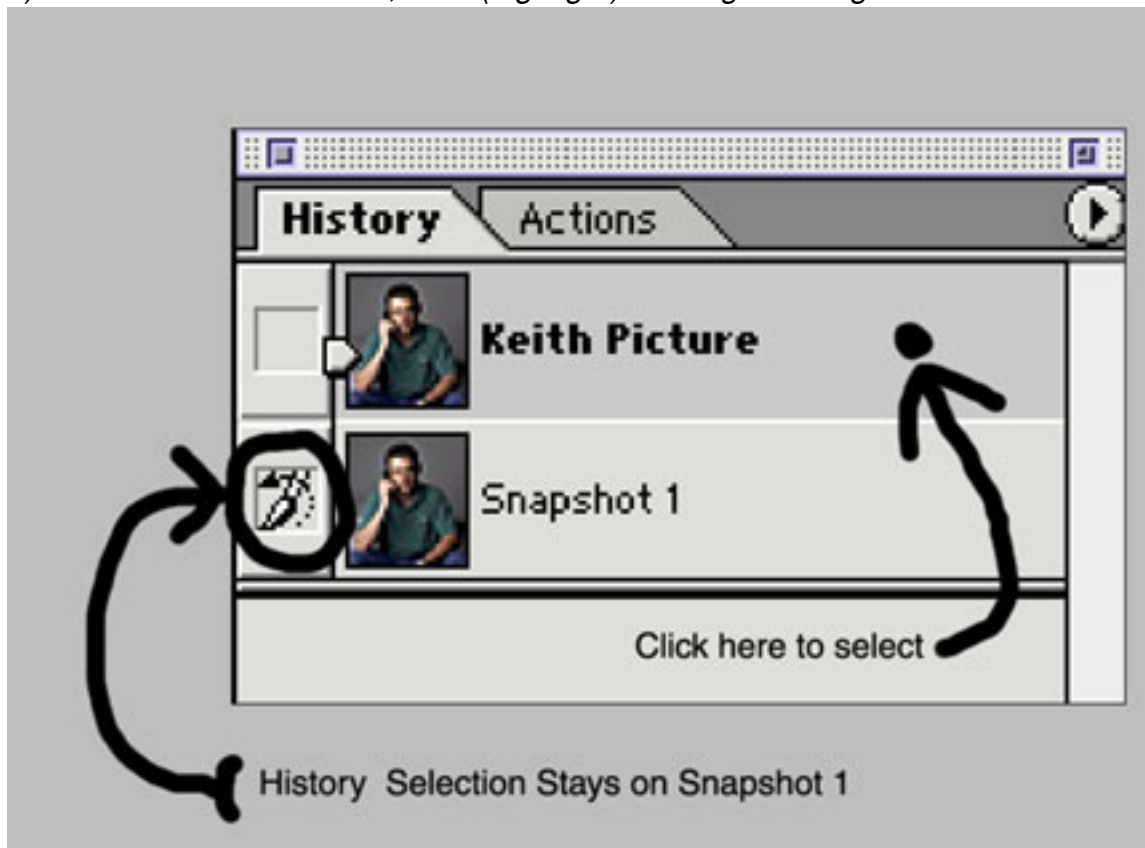 History Actions
Keith Picture
Snapshot 1
Click here to select
History Selection Stays on Snapshot 1